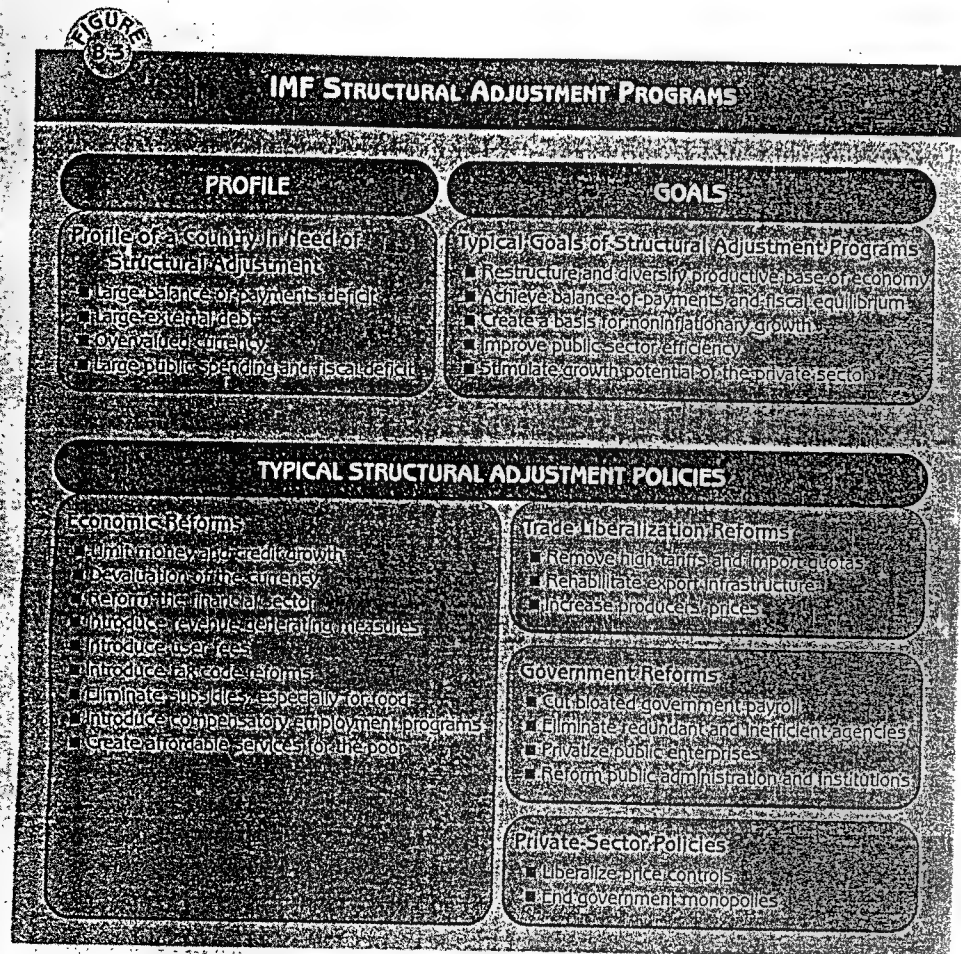 FIGURE
8.3
IMF STRUCTURAL ADJUSTMENT PROGRAMS
PROFILE
Profile of a Country in Need of
Structural Adjustment
■ Large balance of payments deficit
■ Large external debt
■ Overvalued currency
■ Large public spending and fiscal deficit
GOALS
Typical Goals of Structural Adjustment Programs
■ Restructure and diversify productive base of economy
■ Achieve balance-of-payments and fiscal equilibrium
■ Create a basis for noninflationary growth
■ Improve public sector efficiency
■ Stimulate growth potential of the private sector
TYPICAL STRUCTURAL ADJUSTMENT POLICIES
Economic Reforms
■ Limit money and credit growth
■ Devaluation of the currency
■ Reform the financial sector
■ Introduce revenue generating measures
■ Introduce user fees
■ Introduce tax code reforms
■ Eliminate subsidies, especially for food
■ Introduce compensatory employment programs
■ Create affordable services for the poor
Trade Liberalization Reforms
■ Remove high tariffs and import quotas
■ Rehabilitate export infrastructure
■ Increase producers' prices
Government Reforms
■ Cut bloated government payroll
■ Eliminate redundant and inefficient agencies
■ Privatize public enterprises
■ Reform public administration and institutions
Private-Sector Policies
■ Liberalize price controls
■ End government monopolies